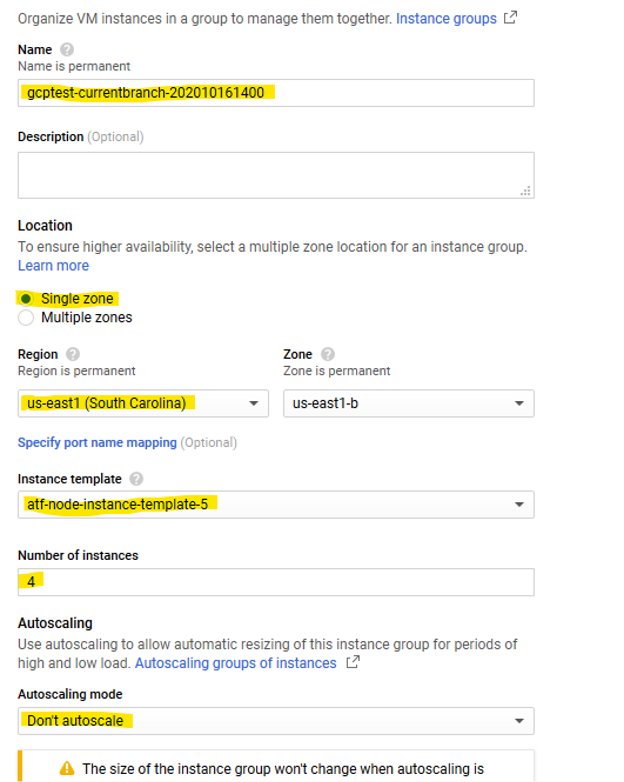 Organize VM instances in a group to manage them together. Instance groups
Name
Name is permanent
gcptest-currentbranch-202010161400
Description (Optional)
Location
To ensure higher availability, select a multiple zone location for an instance group.
Learn more
Single zone
Multiple zones
Region
Region is permanent
us-east1 (South Carolina)
Zone
Zone is permanent
us-east1-b
Specify port name mapping (Optional)
Instance template
atf-node-instance-template-5
Number of instances
4
Autoscaling
Use autoscaling to allow automatic resizing of this instance group for periods of
high and low load. Autoscaling groups of instances
Autoscaling mode
Don't autoscale
The size of the instance group won't change when autoscaling is